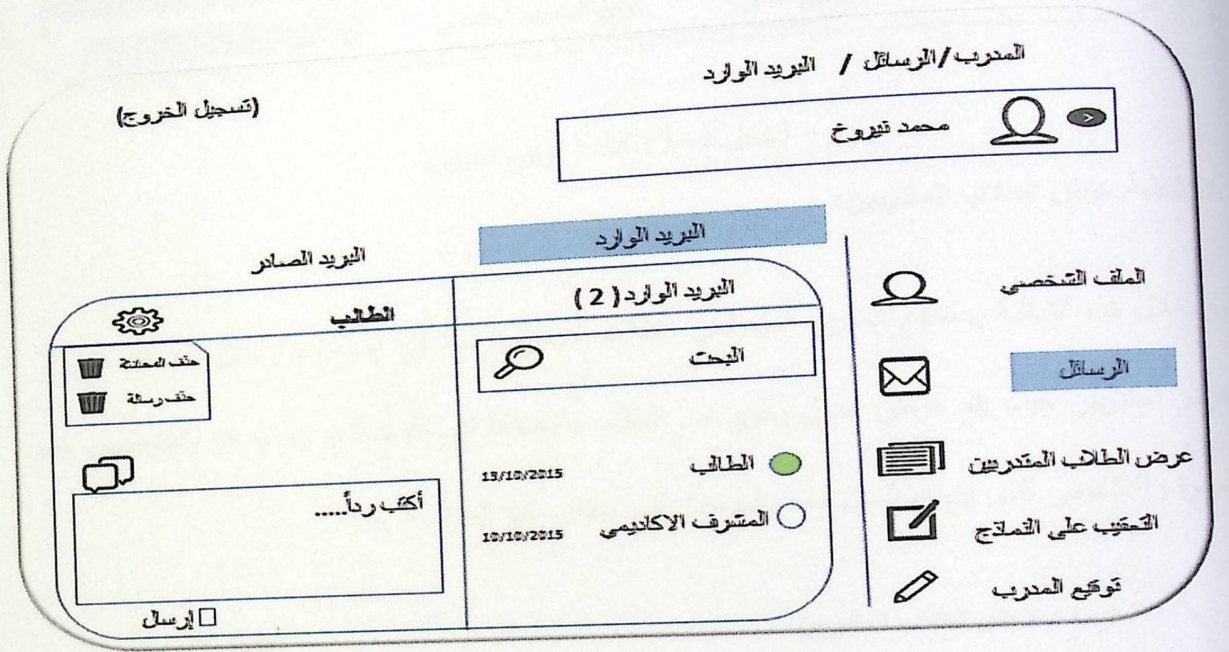 المدرب/الرسائل / البريد الوارد
(تسجيل الخروج)
محمد نيروخ
الملف الشخصي
الرسائل
عرض الطلاب المتدربين
التعقيب على النماذج
توقيع المدرب
البريد الوارد
البريد الصادر
البريد الوارد( 2 )
البحث
الطالب
15/10/2015
المشرف الاكاديمي
10/10/2015
الطالب
حذف المحادثة
حذف رسالة
أكتب رداً.....
إرسال